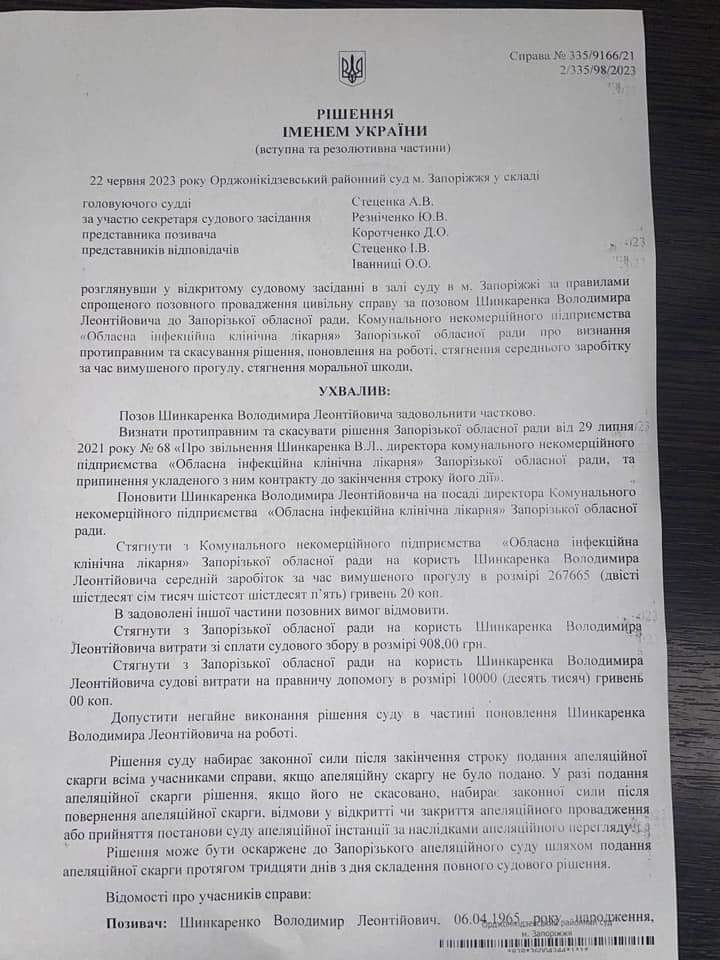 Справа № 335/9166/21
2/335/98/2023
РІШЕННЯ
ІМЕНЕМ УКРАЇНИ
(вступна та резолютивна частини)
22 червня 2023 року Орджонікідзевський районний суд м. Запоріжжя у складі
головуючого судді Стеценка А.В.
за участю секретаря судового засідання Резніченко Ю.В.
представника позивача Коротченко Д.О.
представників відповідачів Стеценко І.В.
Іванниці О.О.
розглянувши у відкритому судовому засіданні в залі суду в м. Запоріжжі за правилами
спрощеного позовного провадження цивільну справу за позовом Шинкаренка Володимира
Леонтійовича до Запорізької обласної ради, Комунального некомерційного підприємства
«Обласна інфекційна клінічна лікарня» Запорізької обласної ради про визнання
протиправним та скасування рішення, поновлення на роботі, стягнення середнього заробітку
за час вимушеного прогулу, стягнення моральної шкоди,
УХВАЛИВ:
Позов Шинкаренка Володимира Леонтійовича задовольнити частково.
Визнати протиправним та скасувати рішення Запорізької обласної ради від 29 липня
2021 року № 68 «Про звільнення Шинкаренка В.Л., директора комунального некомерційного
підприємства «Обласна інфекційна клінічна лікарня» Запорізької обласної ради, та
припинення укладеного з ним контракту до закінчення строку його дії».
Поновити Шинкаренка Володимира Леонтійовича на посаді директора Комунального
некомерційного підприємства «Обласна інфекційна клінічна лікарня» Запорізької обласної
ради.
Стягнути з Комунального некомерційного підприємства «Обласна інфекційна
клінічна лікарня» Запорізької обласної ради на користь Шинкаренка Володимира
Леонтійовича середній заробіток за час вимушеного прогулу в розмірі 267665 (двісті
шістдесят сім тисяч шістсот шістдесят п’ять) гривень 20 коп.
В задоволені іншої частини позовних вимог відмовити.
Стягнути з Запорізької обласної ради на користь Шинкаренка Володимира
Леонтійовича витрати зі сплати судового збору в розмірі 908,00 грн.
Стягнути з Запорізької обласної ради на користь Шинкаренка Володимира
Леонтійовича судові витрати на правничу допомогу в розмірі 10000 (десять тисяч) гривень
00 коп.
Допустити негайне виконання рішення суду в частині поновлення Шинкаренка
Володимира Леонтійовича на роботі.
Рішення суду набирає законної сили після закінчення строку подання апеляційної
скарги всіма учасниками справи, якщо апеляційну скаргу не було подано. У разі подання
апеляційної скарги рішення, якщо його не скасовано, набирає законної сили після
повернення апеляційної скарги, відмови у відкритті чи закриття апеляційного провадження
або прийняття постанови суду апеляційної інстанції за наслідками апеляційного перегляду.
Рішення може бути оскаржене до Запорізького апеляційного суду шляхом подання
апеляційної скарги протягом тридцяти днів з дня складення повного судового рішення.
Відомості про учасників справи:
Позивач: Шинкаренко Володимир Леонтійович, 06.04.1965 року народження,
Орджонікідзевський районний суд
м. Запоріжжя